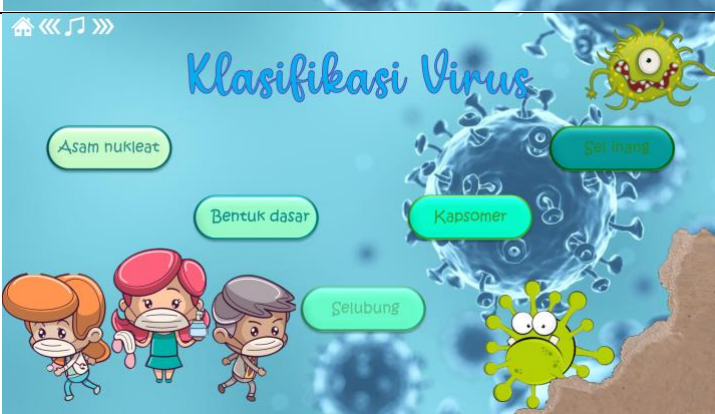 Klasifikasi Virus
Asam nukleat
Sel inang
Bentuk dasar
Kapsomer
Selubung